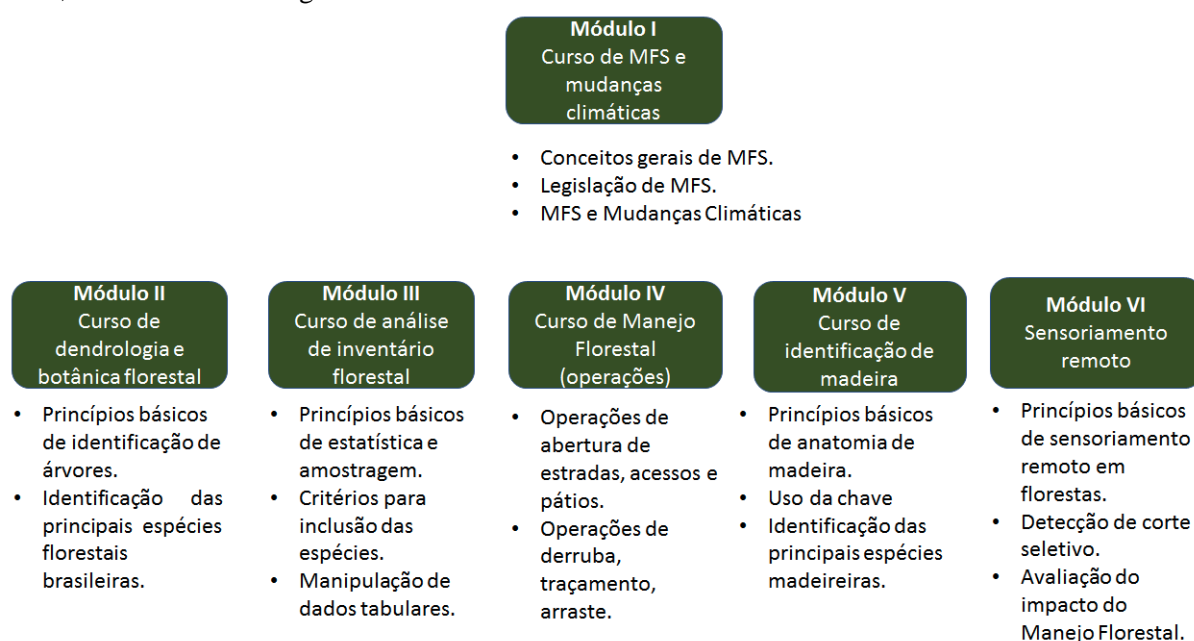 Módulo I
Curso de MFS e
mudanças
climáticas
• Conceitos gerais de MFS.
• Legislação de MFS.
• MFS e Mudanças Climáticas
Módulo II
Curso de
dendrologia e
botânica florestal
• Princípios básicos
de identificação de
árvores.
• Identificação das
principais espécies
florestais
brasileiras.
Módulo III
Curso de análise
de inventário
florestal
• Princípios básicos
de estatística e
amostragem.
• Critérios para
inclusão das
espécies.
• Manipulação de
dados tabulares.
Módulo IV
Curso de Manejo
Florestal
(operações)
• Operações de
abertura de
estradas, acessos e
pátios.
• Operações de
derruba,
traçamento,
arraste.
Módulo V
Curso de
identificação de
madeira
• Princípios básicos
de anatomia de
madeira.
• Uso da chave
• Identificação das
principais espécies
madeireiras.
Módulo VI
Sensoriamento
remoto
• Princípios básicos
de sensoriamento
remoto em
florestas.
• Detecção de corte
seletivo.
• Avaliação do
impacto do
Manejo Florestal.